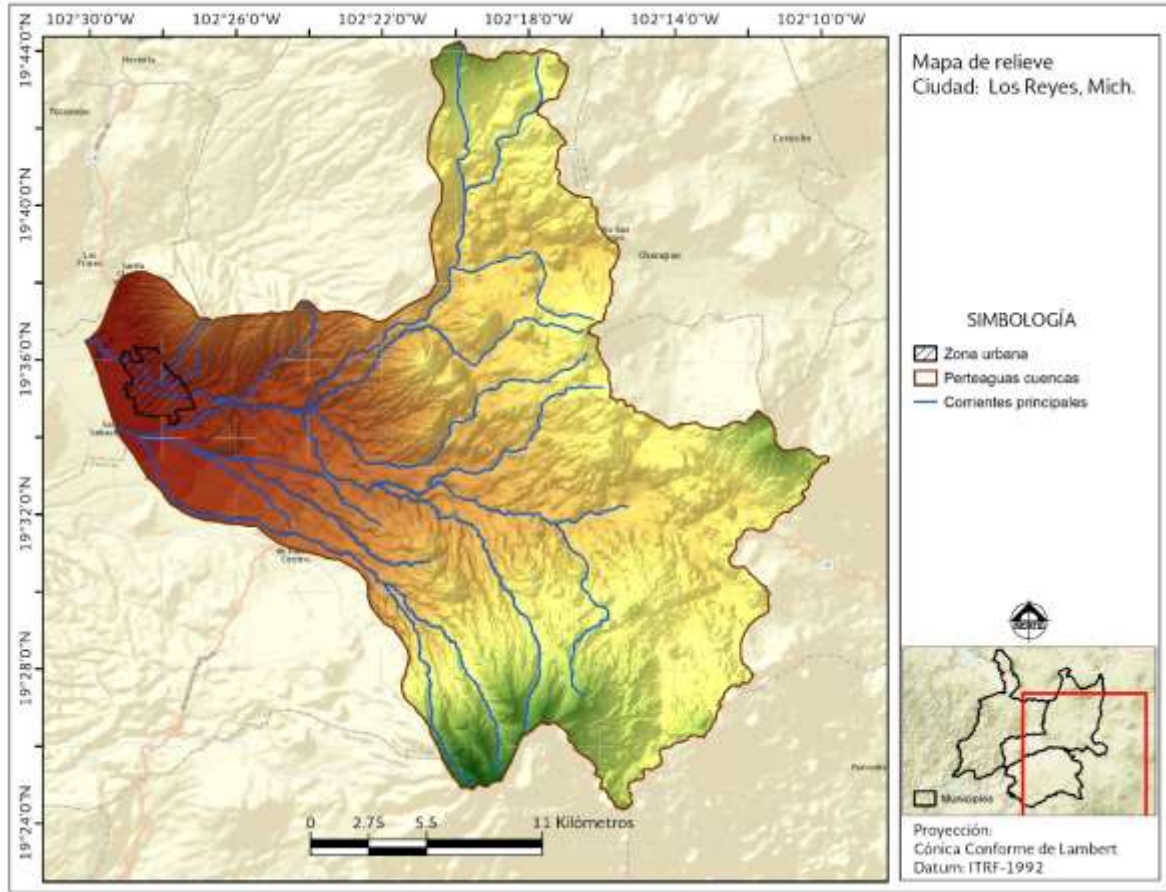 102°30'0"W
102°26'0"W
102°22'0"W
102°18'0"W
102°14'0"W
102°10'0"W
19°44'0"N
19°40'0"N
19°36'0"N
19°32'0"N
19°28'0"N
19°24'0"N
Charapan
0 2.75 5.5 11 Kilómetros
Mapa de relieve
Ciudad: Los Reyes, Mich.
SIMBOLOGÍA
Zona urbana
Perteaguas cuencas
Corrientes principales
NORTE
Municipios
Proyección:
Cónica Conforme de Lambert
Datum: ITRF-1992